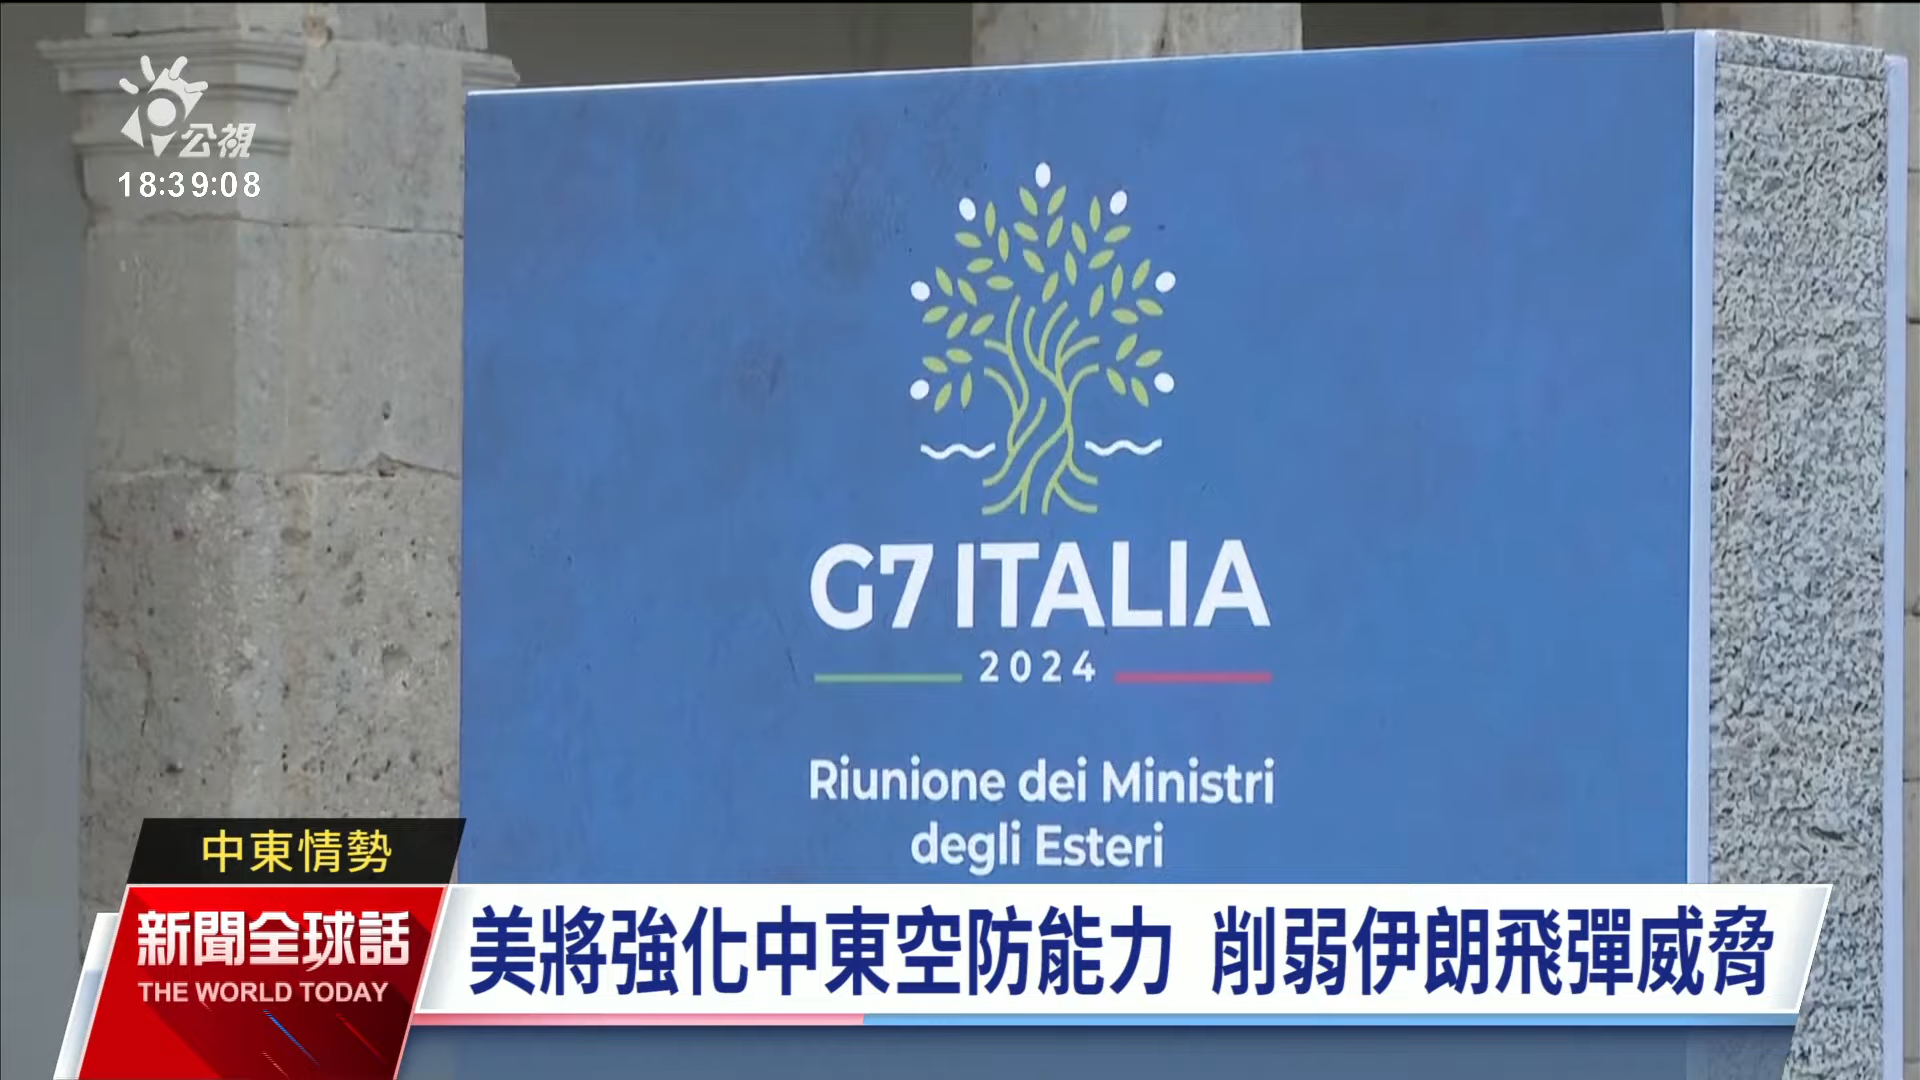 公視
18:39:08
G7 ITALIA
2024
Riunione dei Ministri
degli Esteri
中東情勢
新聞全球話
THE WORLD TODAY
美將強化中東空防能力 削弱伊朗飛彈威脅